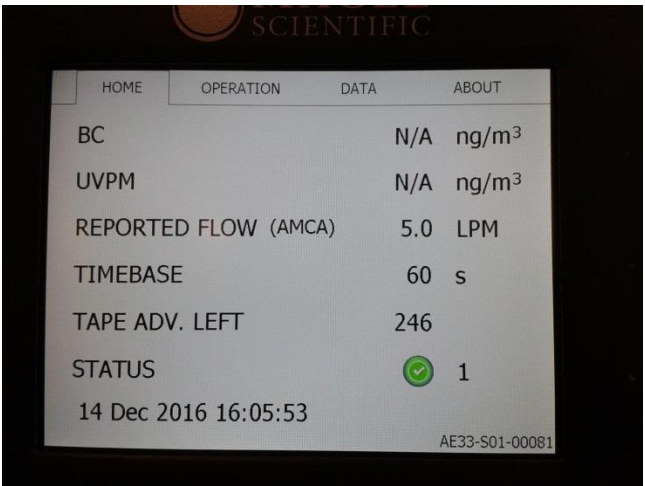 SCIENTIFIC
HOME OPERATION DATA ABOUT
BC N/A ng/m³
UVPM N/A ng/m³
REPORTED FLOW (AMCA) 5.0 LPM
TIMEBASE 60 s
TAPE ADV. LEFT 246
STATUS 1
14 Dec 2016 16:05:53
AE33-S01-00081